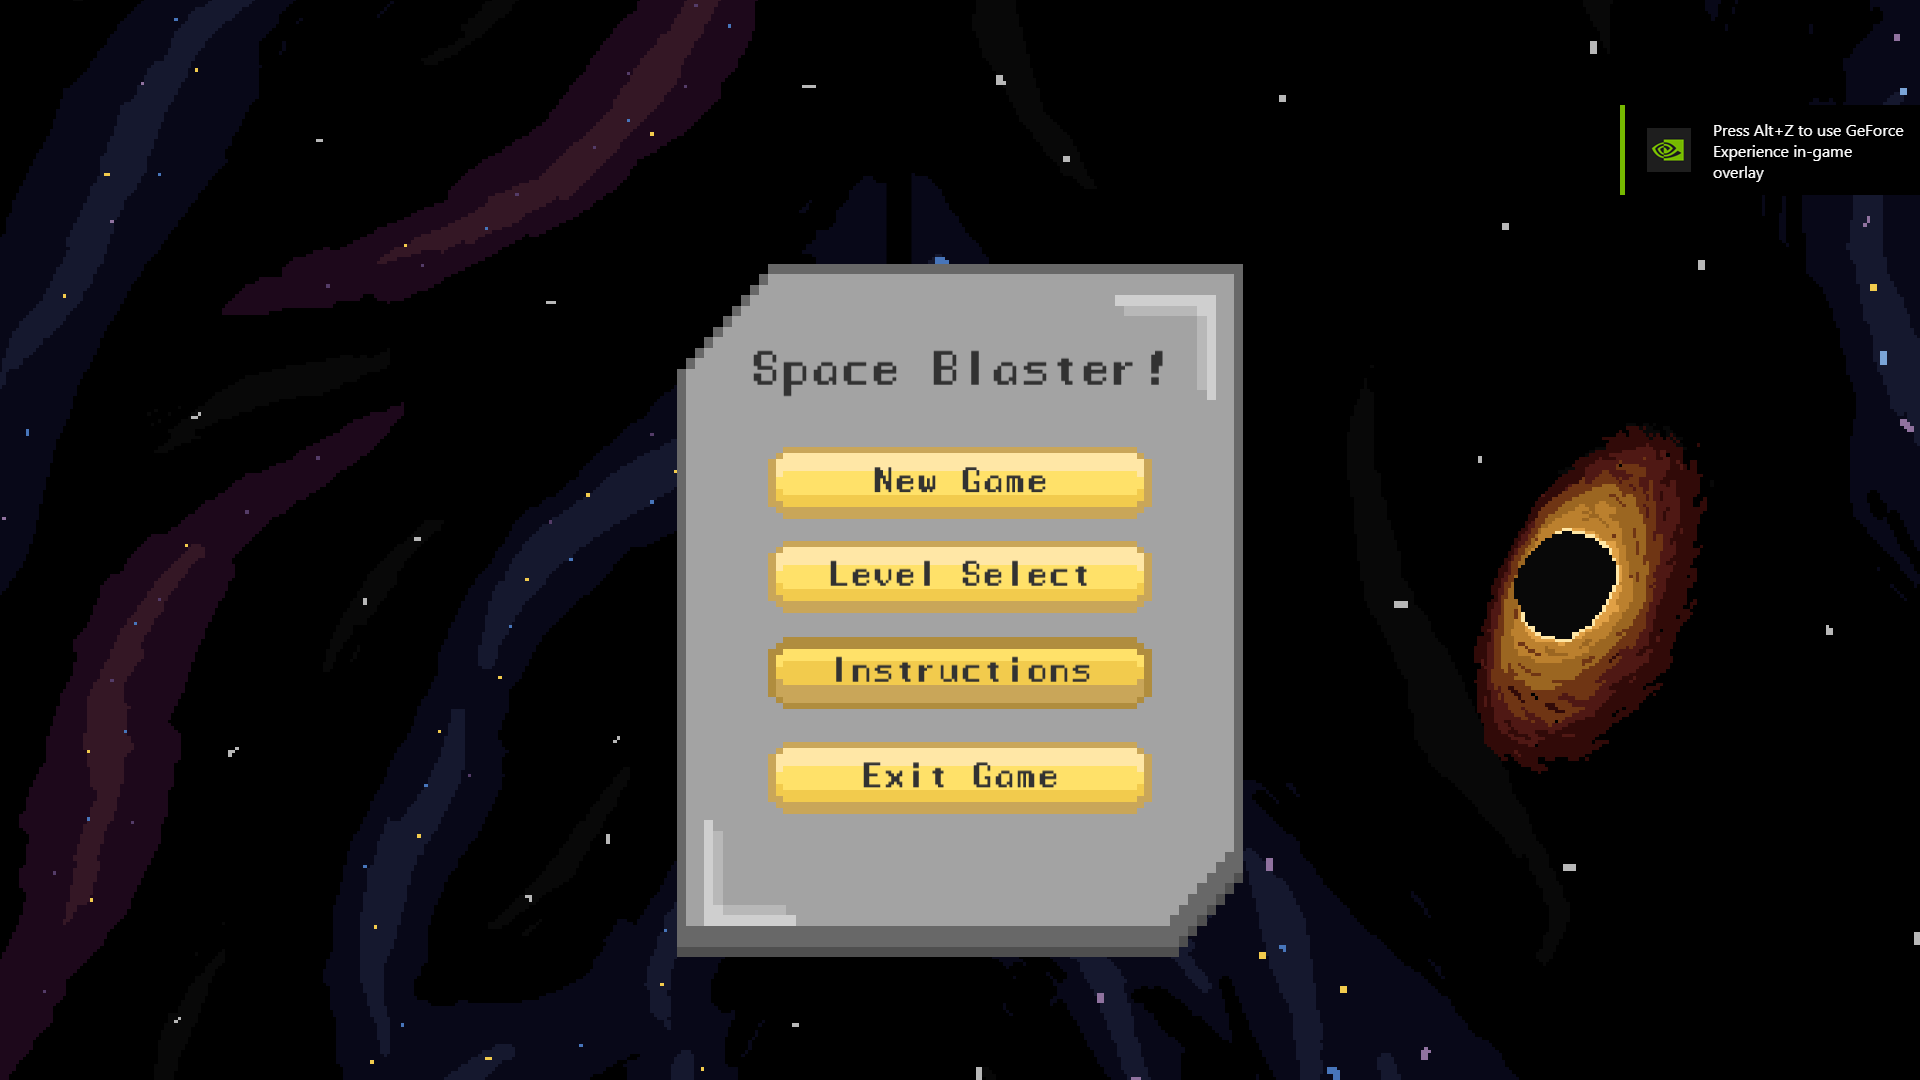 Press Alt+Z to use GeForce
Experience in-game
overlay
Space Blaster!
New Game
Level Select
Instructions
Exit Game